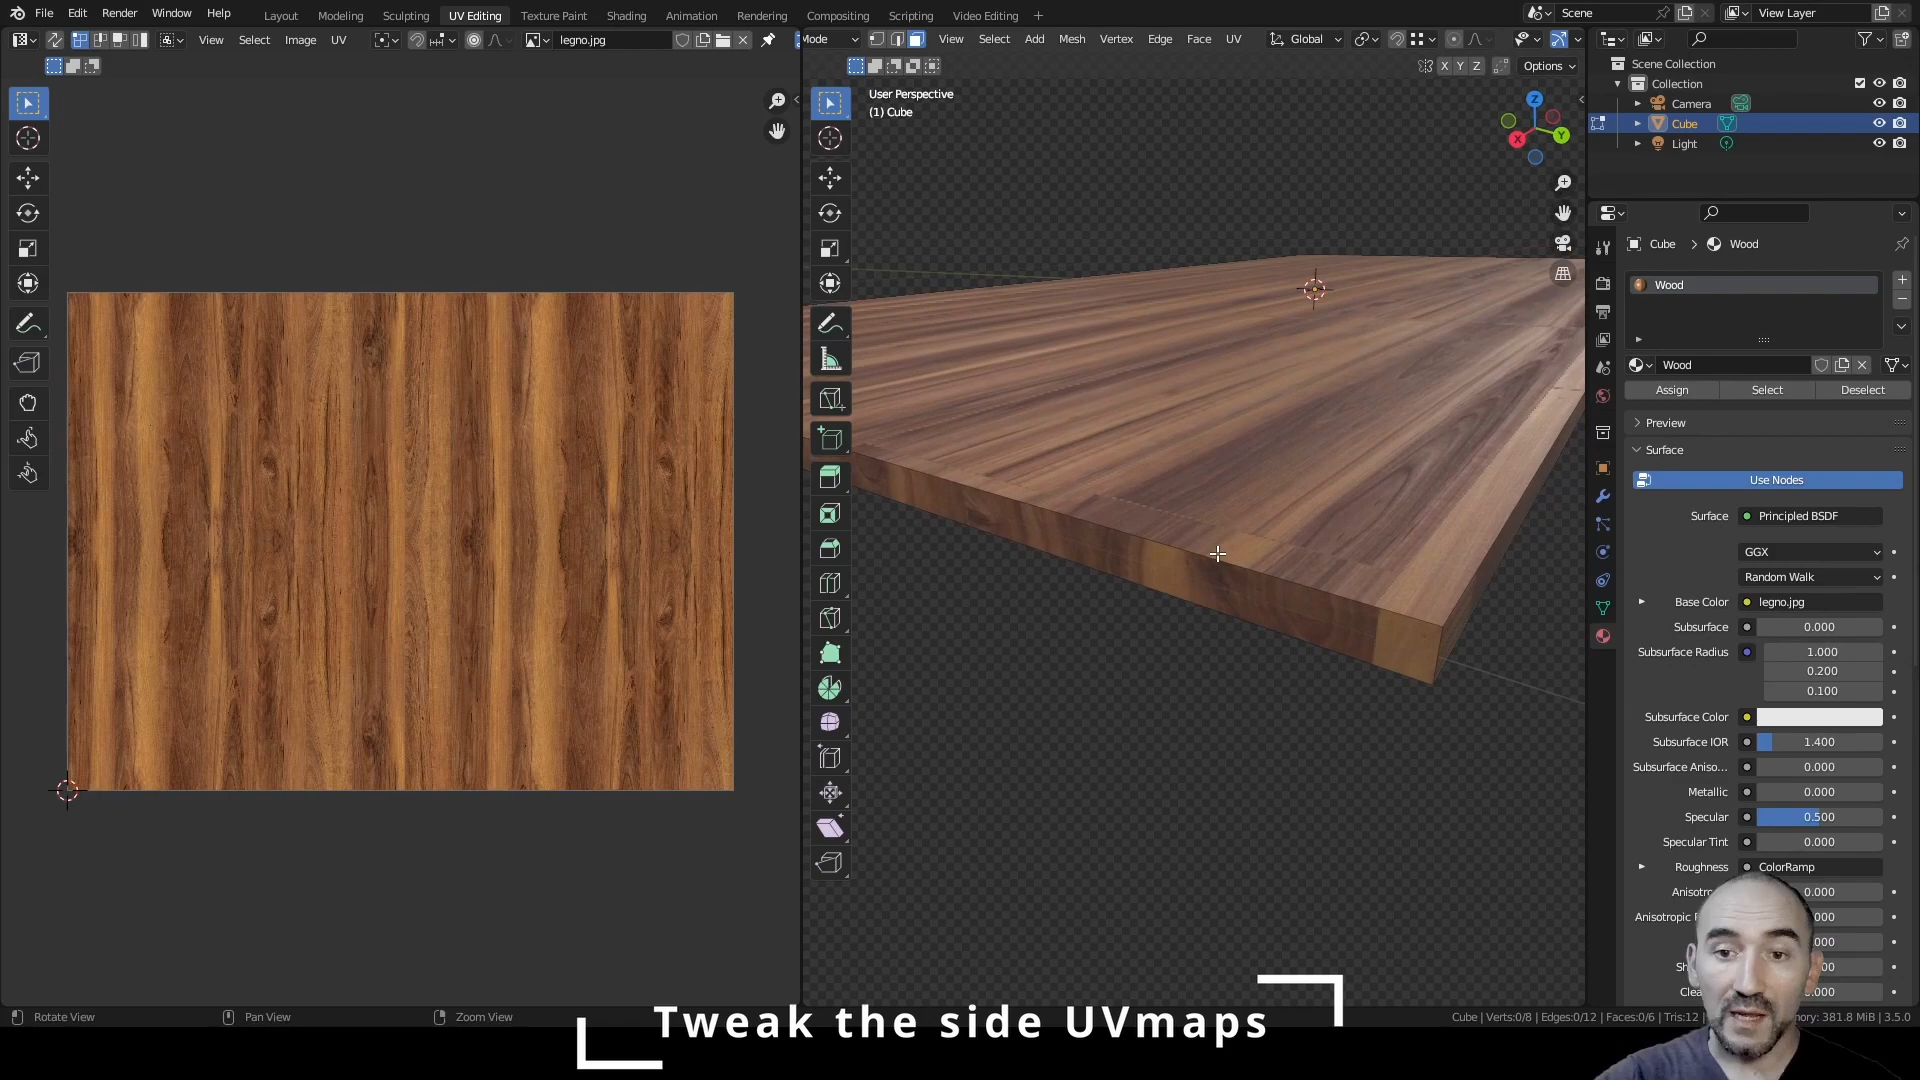 File Edit Render Window Help Layout Modeling Sculpting UV Editing Texture Paint Shading Animation Rendering Compositing Scripting Video Editing + Scene View Layer
View Select Image UV legno.jpg
Mode View Select Add Mesh Vertex Edge Face UV Global
X Y Z Options
User Perspective
(1) Cube
Z
Y
X
Scene Collection
Collection
Camera
Cube
Light
Cube > Wood
Wood
Wood
Assign Select Deselect
Preview
Surface
Use Nodes
Surface Principled BSDF
GGX
Random Walk
Base Color legno.jpg
Subsurface 0.000
Subsurface Radius 1.000
0.200
0.100
Subsurface Color
Subsurface IOR 1.400
Subsurface Aniso... 0.000
Metallic 0.000
Specular 0.500
Specular Tint 0.000
Roughness ColorRamp
0.000
Anisotropic
Rotate View Pan View Zoom View
Cube | Verts:0/8 | Edges:0/12 | Faces:0/6 | Tris:12
381.8 MiB | 3.5.0
Tweak the side UVmaps